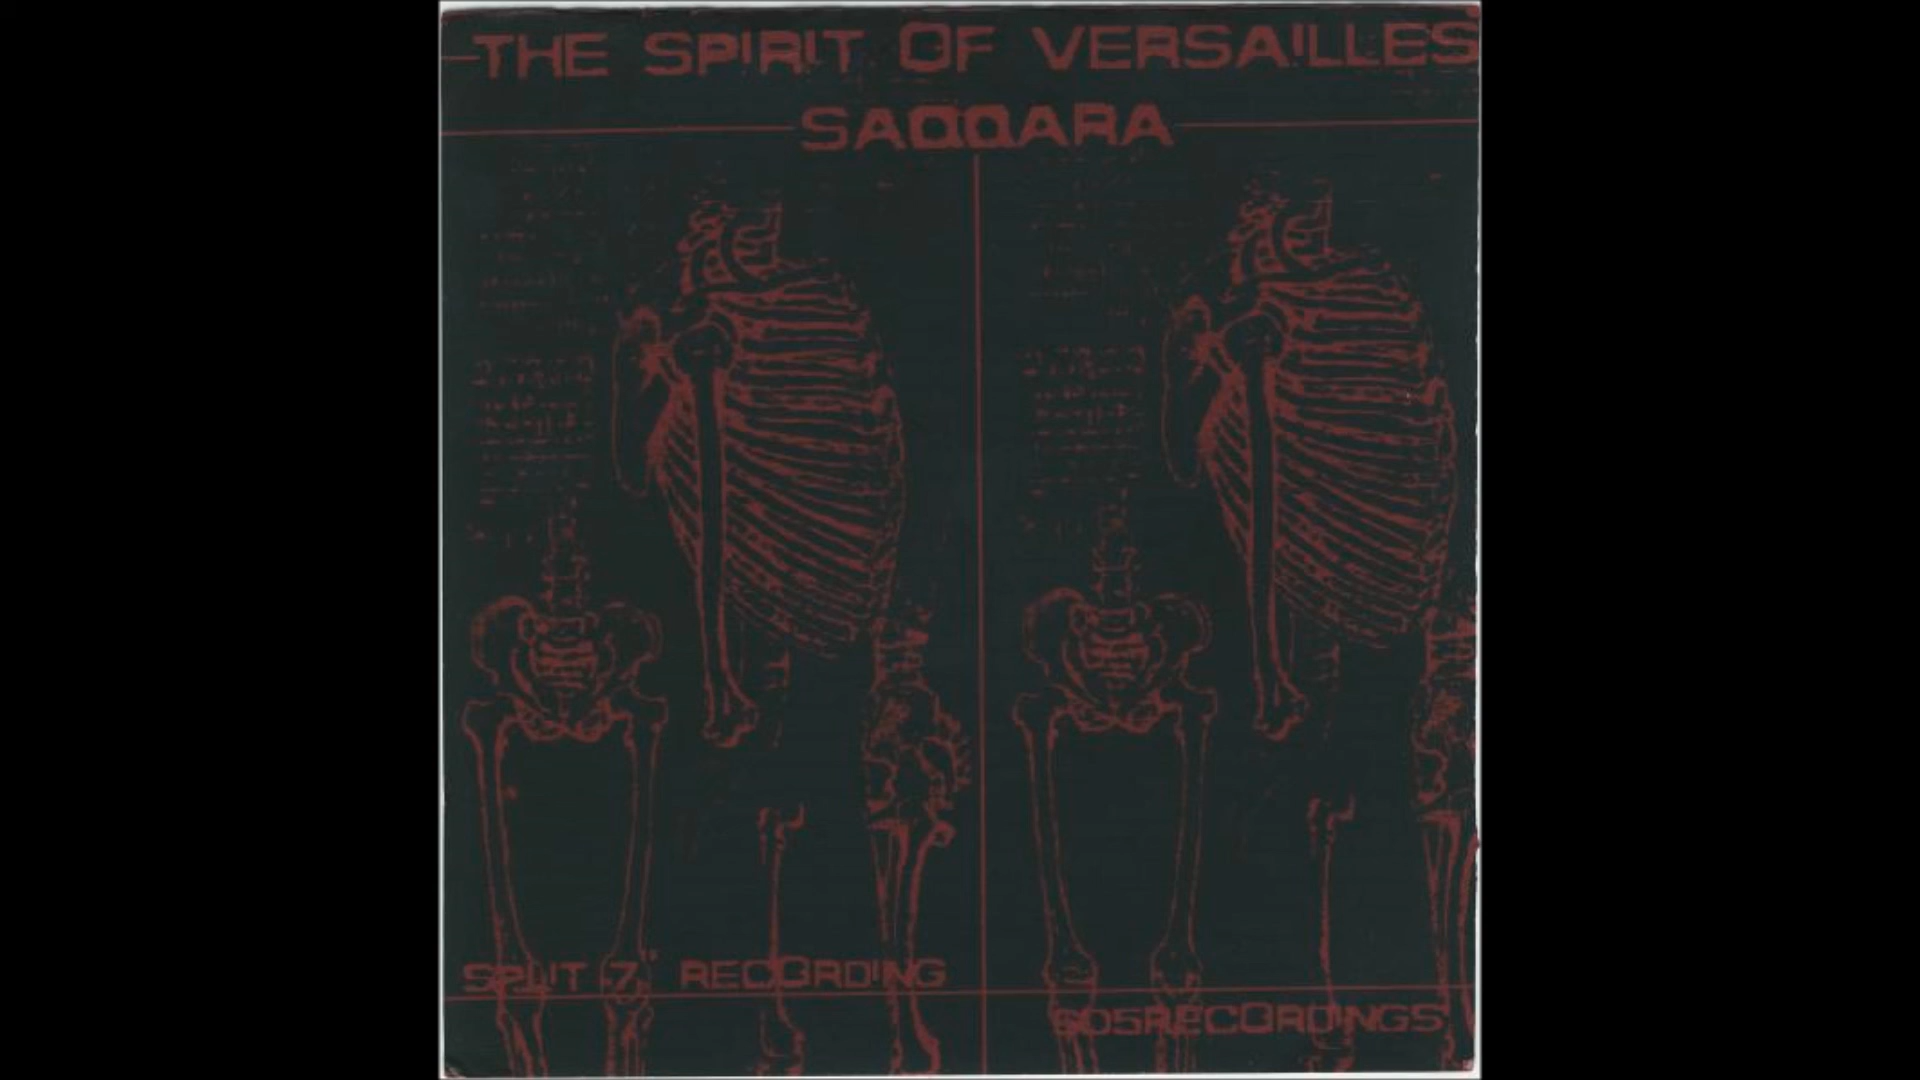 THE SPIRIT OF VERSAILLES
SAQQARA
SPLIT 7" RECORDING
SOSRECORDINGS